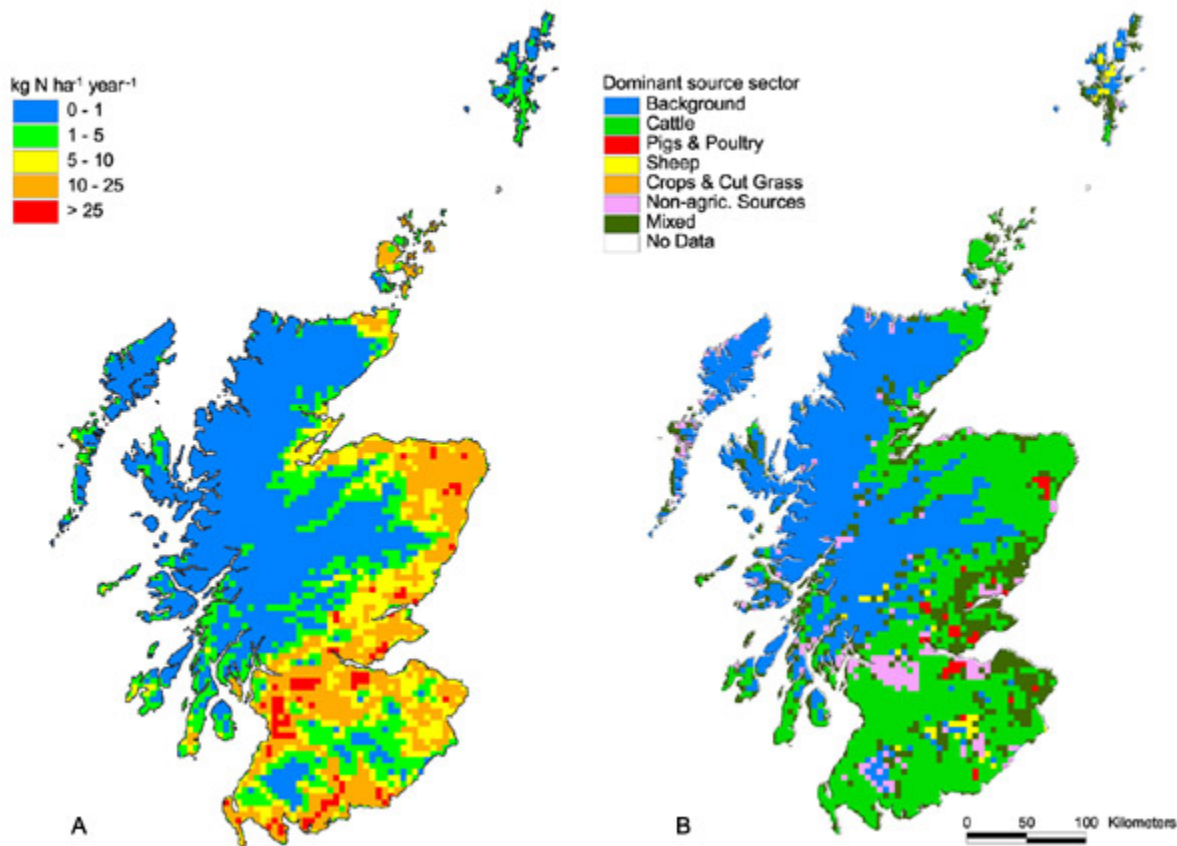 kg N ha⁻¹ year⁻¹
0 - 1
1 - 5
5 - 10
10 - 25
> 25
A
Dominant source sector
Background
Cattle
Pigs & Poultry
Sheep
Crops & Cut Grass
Non-agric. Sources
Mixed
No Data
B
0 50 100 Kilometers